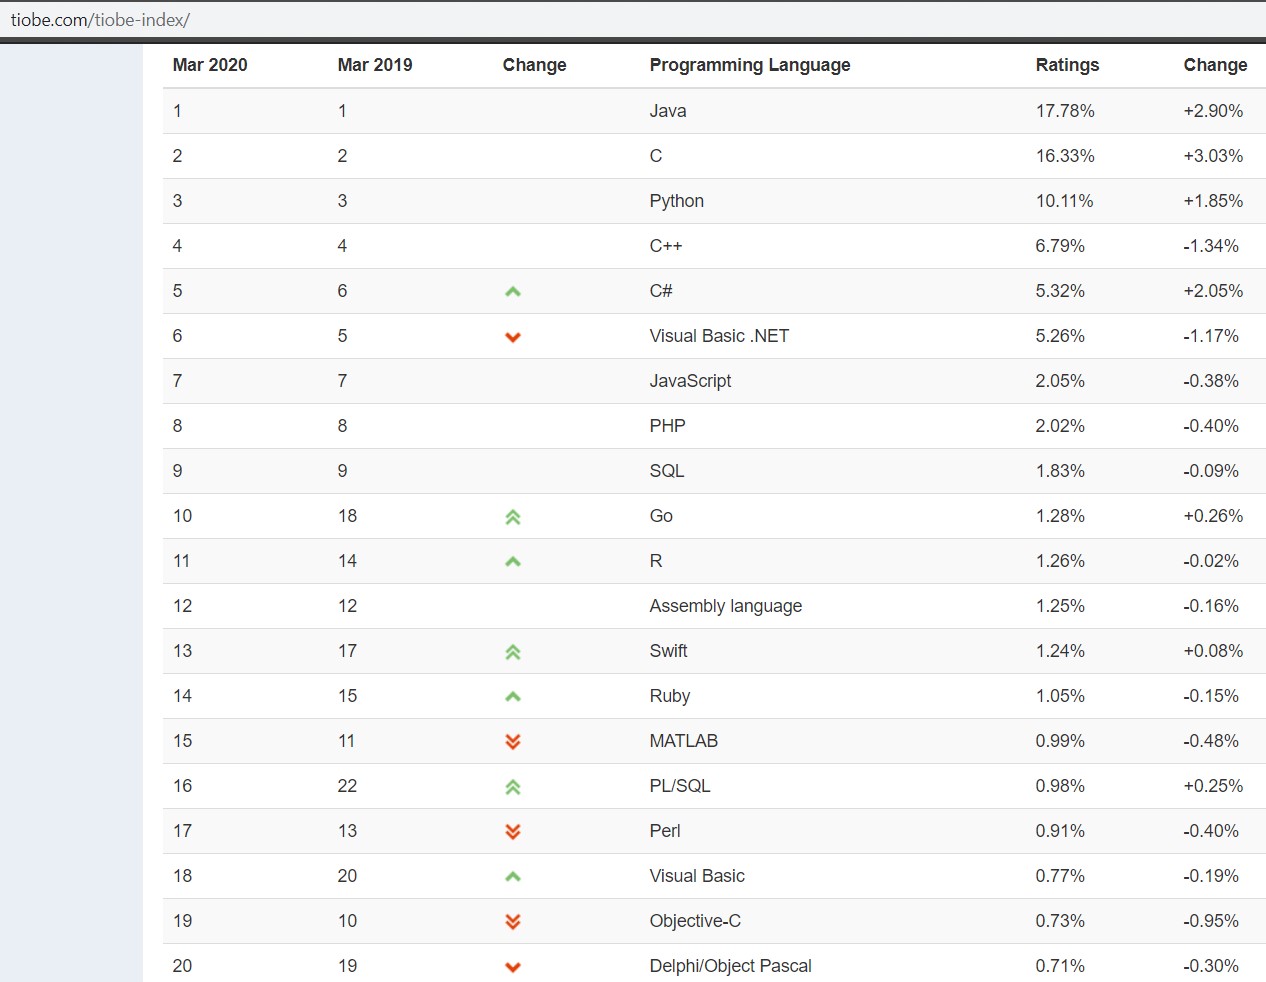 tiobe.com/tiobe-index/
Mar 2020 Mar 2019 Change Programming Language Ratings Change
1 1 Java 17.78% +2.90%
2 2 C 16.33% +3.03%
3 3 Python 10.11% +1.85%
4 4 C++ 6.79% -1.34%
5 6 C# 5.32% +2.05%
6 5 Visual Basic .NET 5.26% -1.17%
7 7 JavaScript 2.05% -0.38%
8 8 PHP 2.02% -0.40%
9 9 SQL 1.83% -0.09%
10 18 Go 1.28% +0.26%
11 14 R 1.26% -0.02%
12 12 Assembly language 1.25% -0.16%
13 17 Swift 1.24% +0.08%
14 15 Ruby 1.05% -0.15%
15 11 MATLAB 0.99% -0.48%
16 22 PL/SQL 0.98% +0.25%
17 13 Perl 0.91% -0.40%
18 20 Visual Basic 0.77% -0.19%
19 10 Objective-C 0.73% -0.95%
20 19 Delphi/Object Pascal 0.71% -0.30%